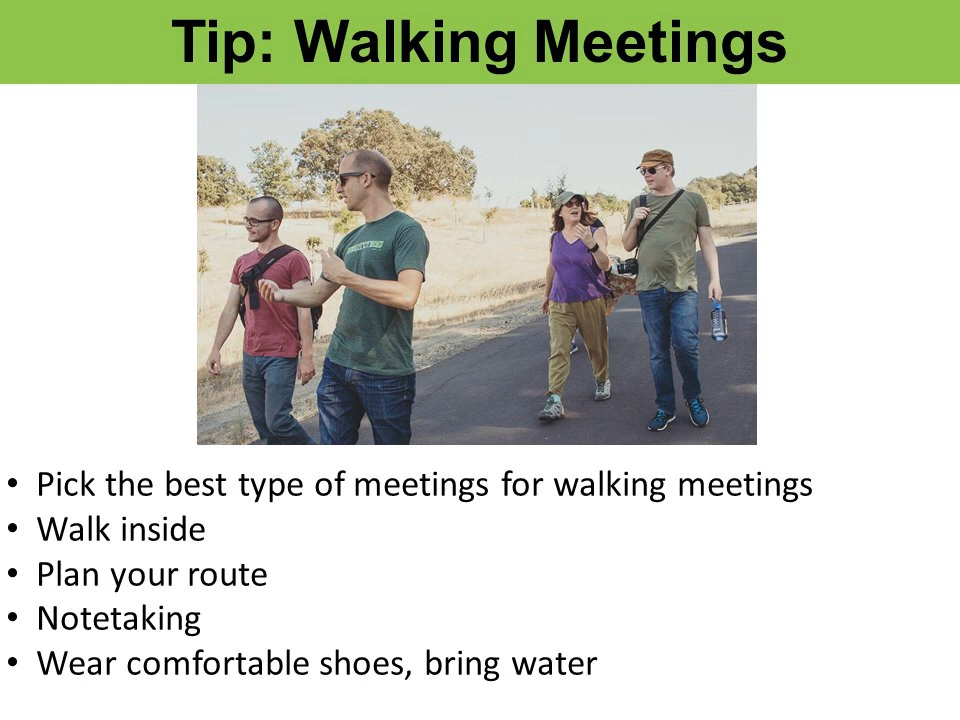 Tip: Walking Meetings
• Pick the best type of meetings for walking meetings
• Walk inside
• Plan your route
• Notetaking
• Wear comfortable shoes, bring water